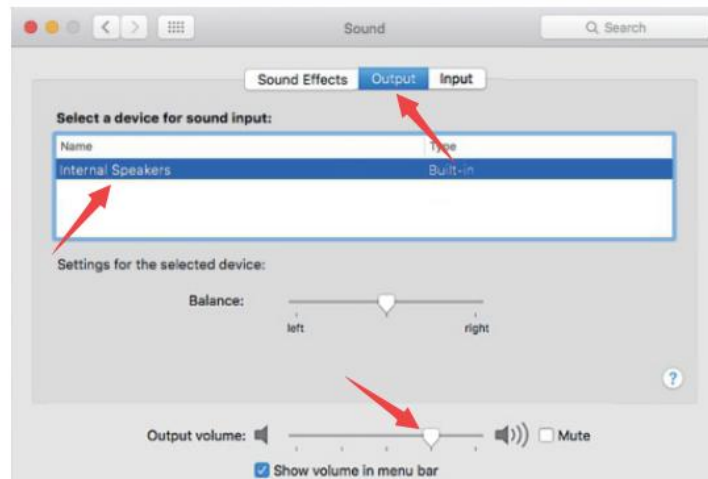 Sound
Search
Sound Effects Output Input
Select a device for sound input:
Name Type
Internal Speakers Built-in
Settings for the selected device:
Balance:
left right
?
Output volume: Mute
Show volume in menu bar